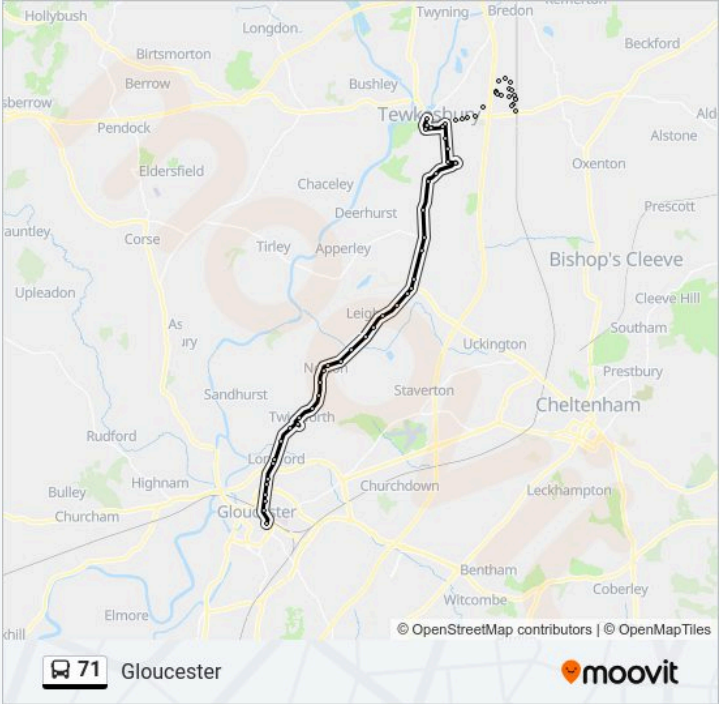 Hollybush
Twyning
Bredon
Longdon
Birtsmorton
Beckford
Berrow
Bushley
Tewkesbury
Pendock
Alstone
Eldersfield
Oxenton
Chaceley
Prescott
Deerhurst
Corse
Tirley
Apperley
Bishop's Cleeve
Upleadon
Cleeve Hill
Leigh
Southam
Uckington
Prestbury
Staverton
Sandhurst
Cheltenham
Twigworth
Rudford
Longford
Highnam
Churchdown
Leckhampton
Bulley
Gloucester
Churcham
Bentham
Coberley
Witcombe
Elmore
© OpenStreetMap contributors | © OpenMapTiles
71 Gloucester
moovit